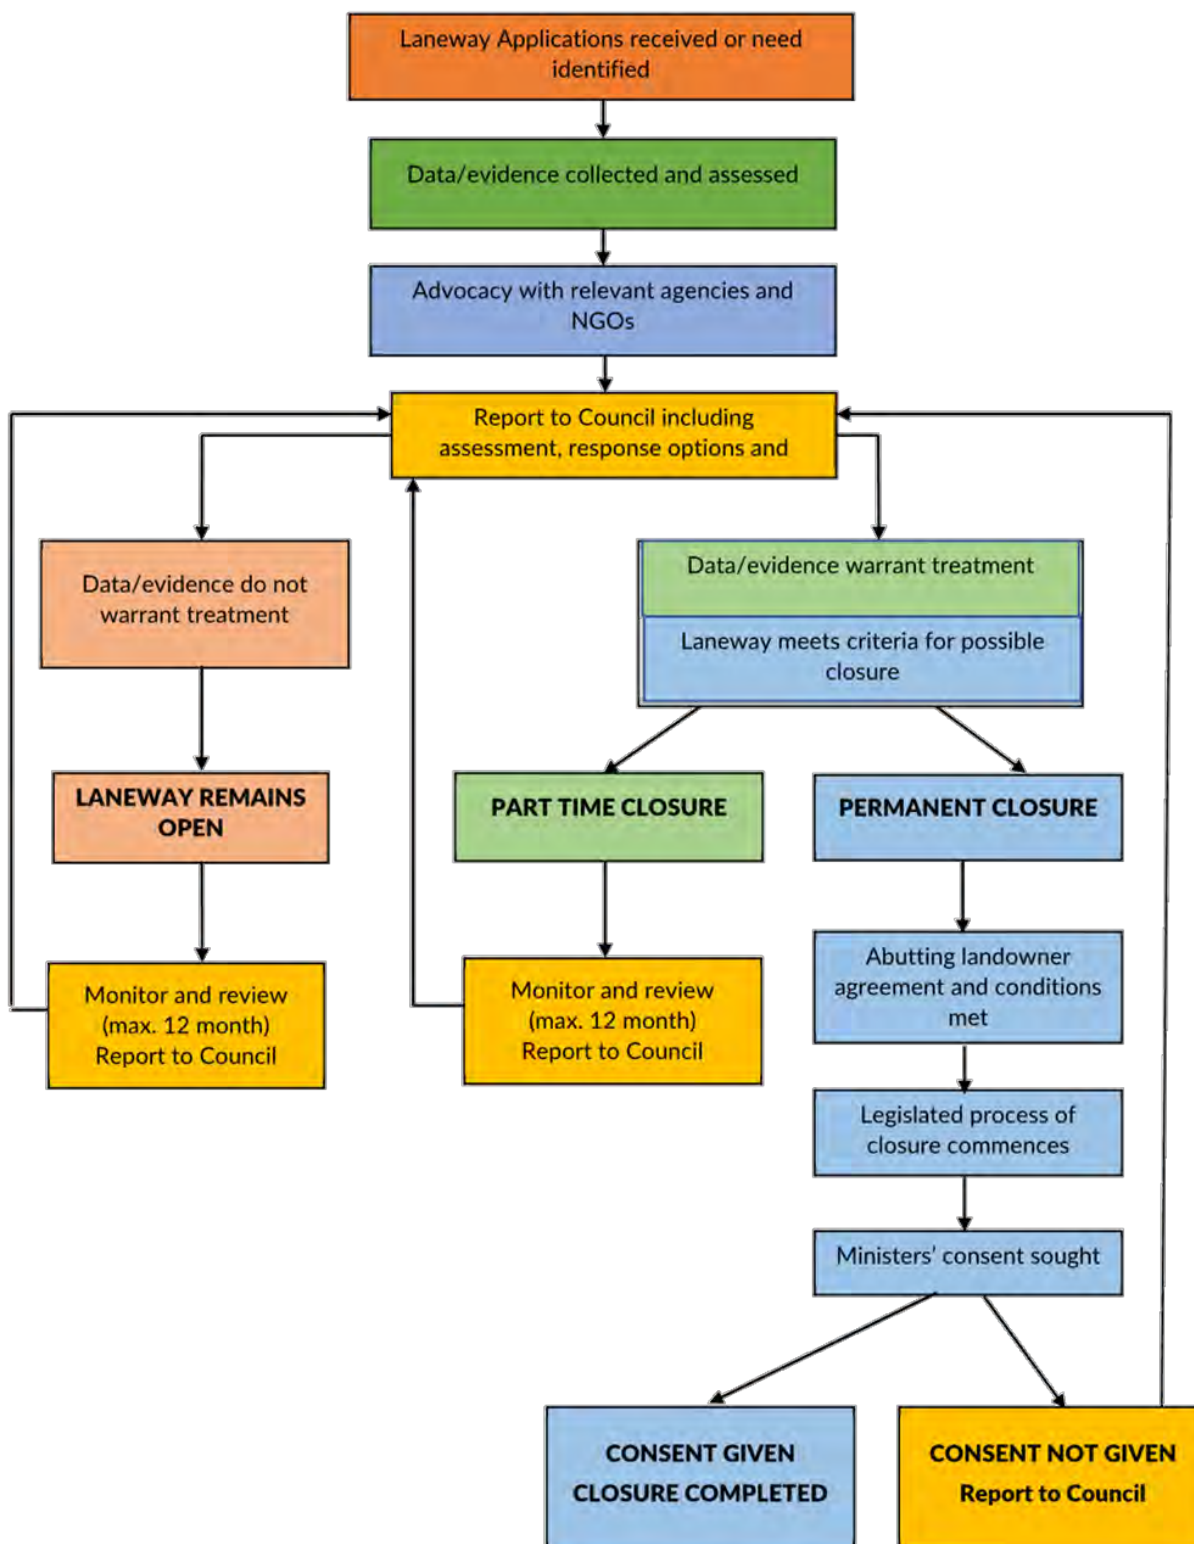 Laneway Applications received or need
identified
Data/evidence collected and assessed
Advocacy with relevant agencies and
NGOs
Report to Council including
assessment, response options and
Data/evidence do not
warrant treatment
Data/evidence warrant treatment
Laneway meets criteria for possible
closure
LANEWAY REMAINS
OPEN
PART TIME CLOSURE
PERMANENT CLOSURE
Monitor and review
(max. 12 month)
Report to Council
Monitor and review
(max. 12 month)
Report to Council
Abutting landowner
agreement and conditions
met
Legislated process of
closure commences
Ministers' consent sought
CONSENT GIVEN
CLOSURE COMPLETED
CONSENT NOT GIVEN
Report to Council